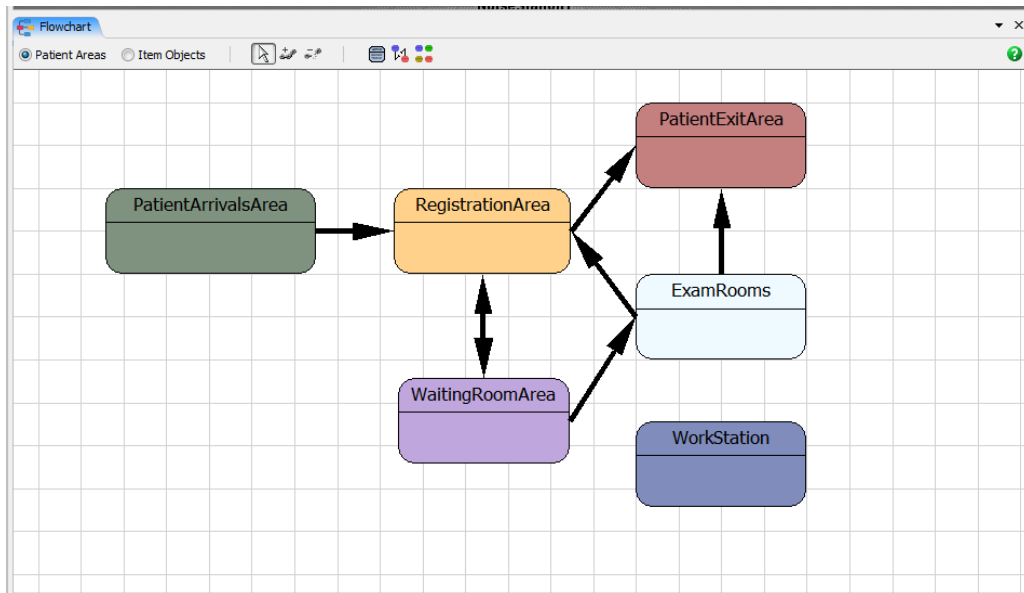 Flowchart
Patient Areas
Item Objects
PatientExitArea
PatientArrivalsArea
RegistrationArea
ExamRooms
WaitingRoomArea
WorkStation